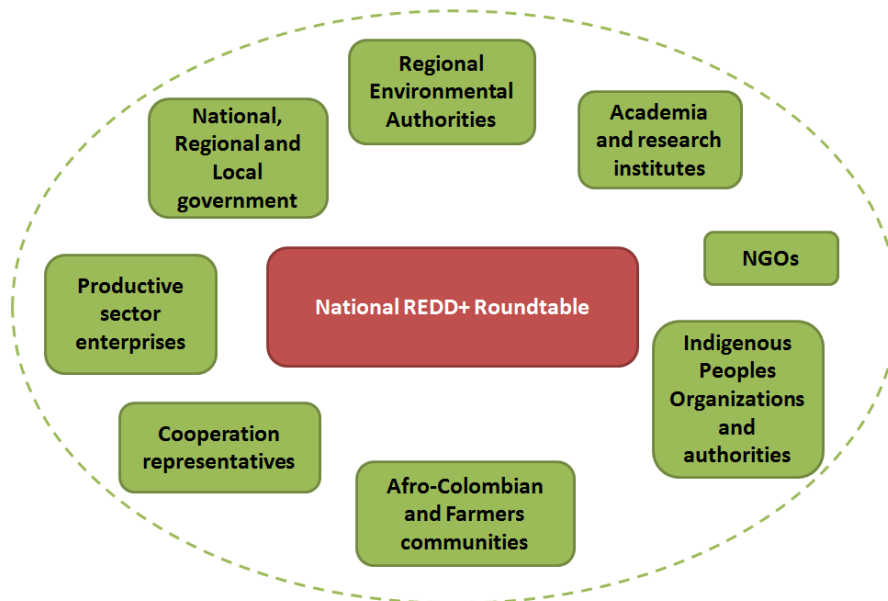 Regional
Environmental
Authorities
National,
Regional and
Local
government
Academia
and research
institutes
NGOs
Productive
sector
enterprises
National REDD+ Roundtable
Indigenous
Peoples
Organizations
and
authorities
Cooperation
representatives
Afro-Colombian
and Farmers
communities